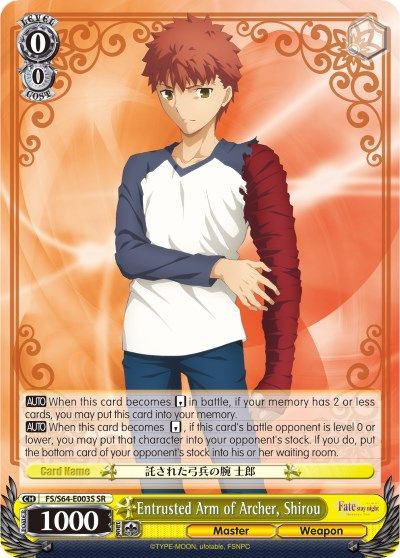 LEVEL
0
0
COST
AUTO When this card becomes in battle, if your memory has 2 or less
cards, you may put this card into your memory.
AUTO When this card becomes , if this card's battle opponent is level 0 or
lower, you may put that character into your opponent's stock. If you do, put
the bottom card of your opponent's stock into his or her waiting room.
Card Name
託された弓兵の腕 士郎
CH
FS/S64-E003S SR
Entrusted Arm of Archer, Shirou
Fate stay night
POWER
1000
SOUL
Master
Weapon
©TYPE-MOON, ufotable, FSNPC